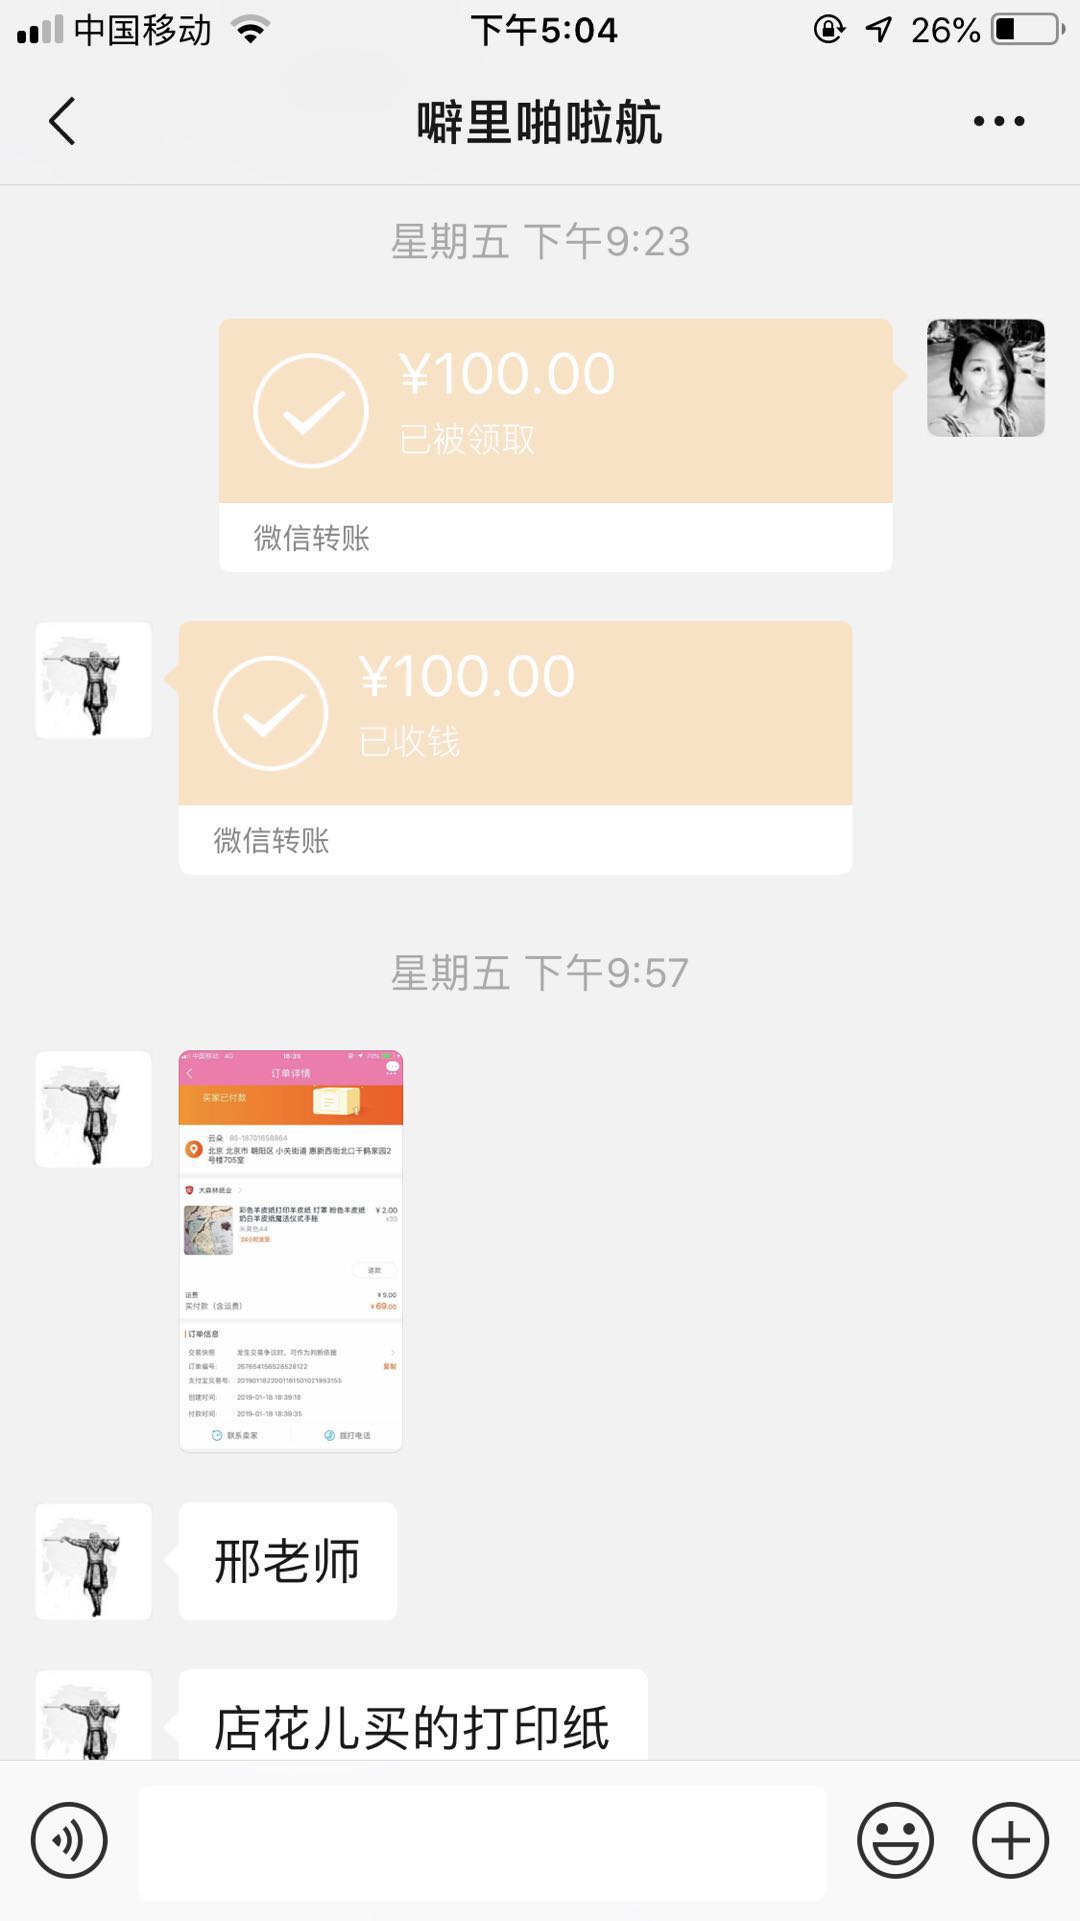 中国移动
下午5:04
26%
噼里啪啦航
星期五 下午9:23
¥100.00
已被领取
微信转账
¥100.00
已收钱
微信转账
星期五 下午9:57
中国移动 4G
18:39
订单详情
买家已付款
云朵 86-18701658864
北京 北京市 朝阳区 小关街道 惠新西街北口千鹤家园2
号楼705室
大森林纸业
彩色羊皮纸打印羊皮纸 灯罩 粉色羊皮纸 ¥2.00
奶白羊皮纸魔法仪式手账 x30
米黄色A4
24小时发货
退款
运费 ¥9.00
实付款（含运费） ¥69.00
订单信息
交易快照 发生交易争议时，可作为判断依据
订单编号: 267654156528528122 复制
支付宝交易号: 2019011822001181501021993155
创建时间: 2019-01-18 18:39:18
付款时间: 2019-01-18 18:39:35
联系卖家 拨打电话
邢老师
店花儿买的打印纸